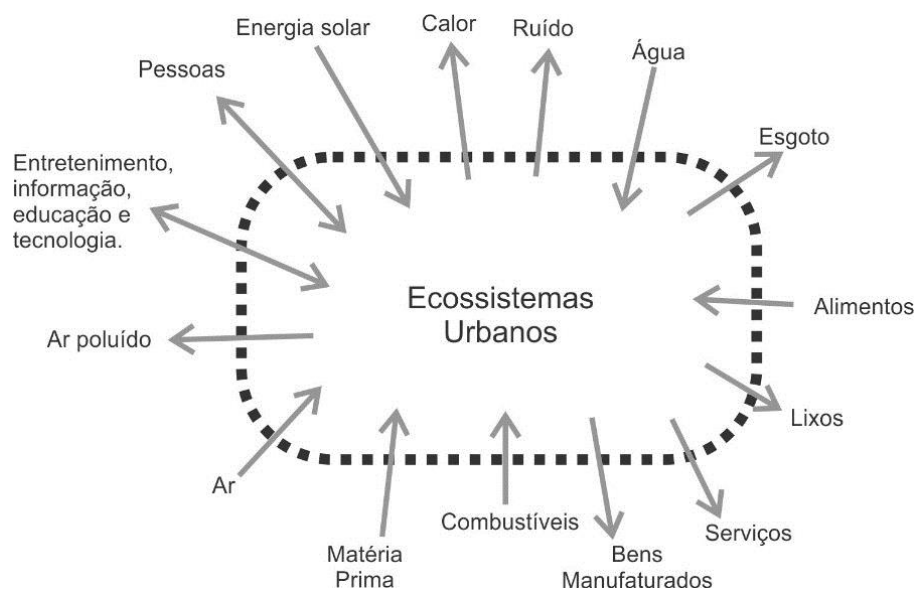 Energia solar
Calor
Ruído
Água
Pessoas
Esgoto
Entretenimento,
informação,
educação e
tecnologia.
Ecossistemas
Urbanos
Alimentos
Ar poluído
Lixos
Ar
Combustíveis
Serviços
Matéria
Prima
Bens
Manufaturados